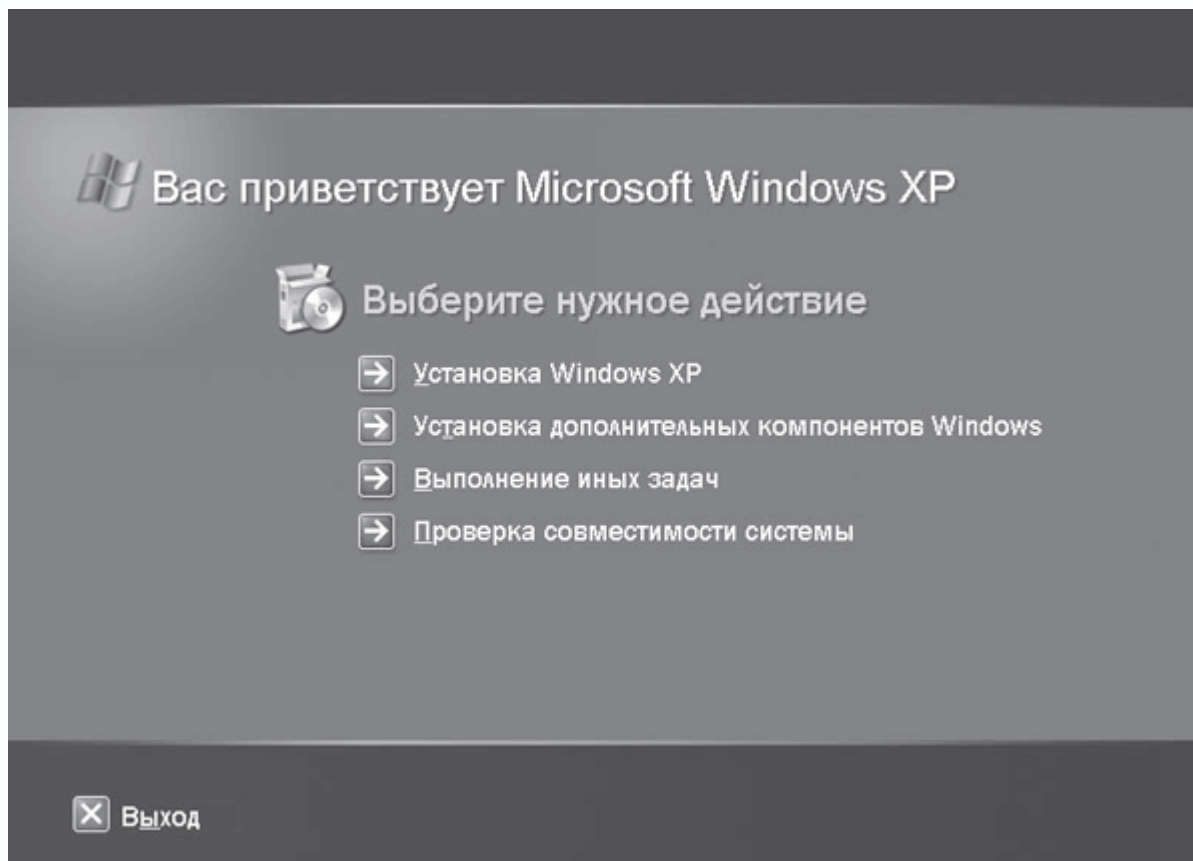 Вас приветствует Microsoft Windows XP
Выберите нужное действие
Установка Windows XP
Установка дополнительных компонентов Windows
Выполнение иных задач
Проверка совместимости системы
Выход